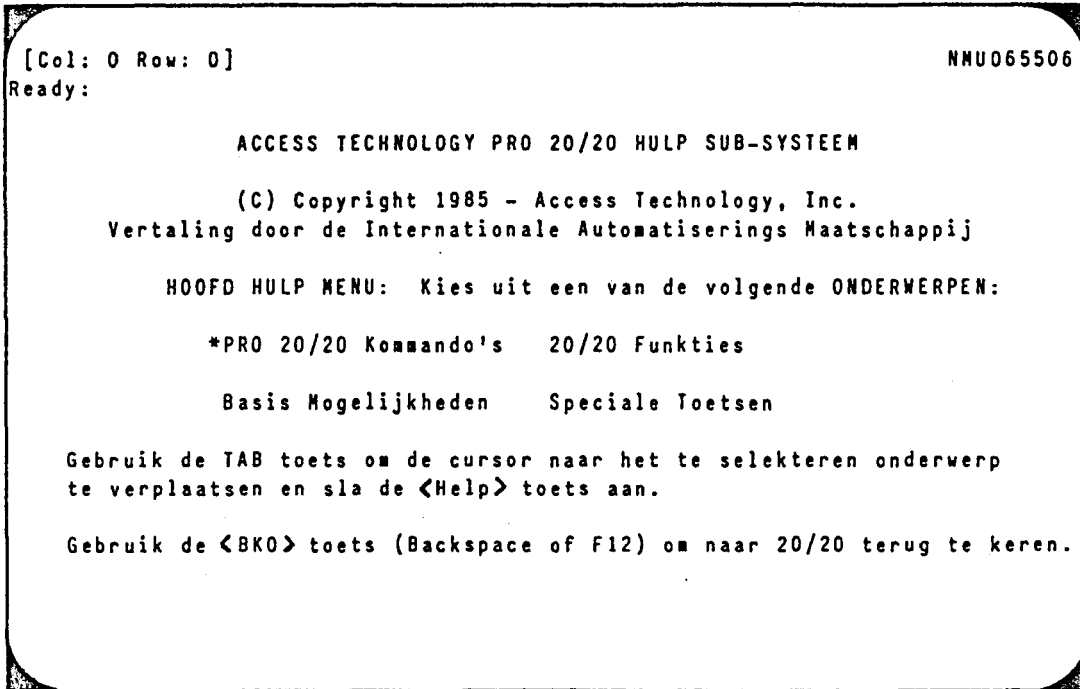 [Col: 0 Row: 0] NMU065506
Ready:
ACCESS TECHNOLOGY PRO 20/20 HULP SUB-SYSTEEM
(C) Copyright 1985 - Access Technology, Inc.
Vertaling door de Internationale Automatiserings Maatschappij
HOOFD HULP MENU: Kies uit een van de volgende ONDERWERPEN:
*PRO 20/20 Kommando's 20/20 Funkties
Basis Mogelijkheden Speciale Toetsen
Gebruik de TAB toets om de cursor naar het te selekteren onderwerp
te verplaatsen en sla de <Help> toets aan.
Gebruik de <BKO> toets (Backspace of F12) om naar 20/20 terug te keren.